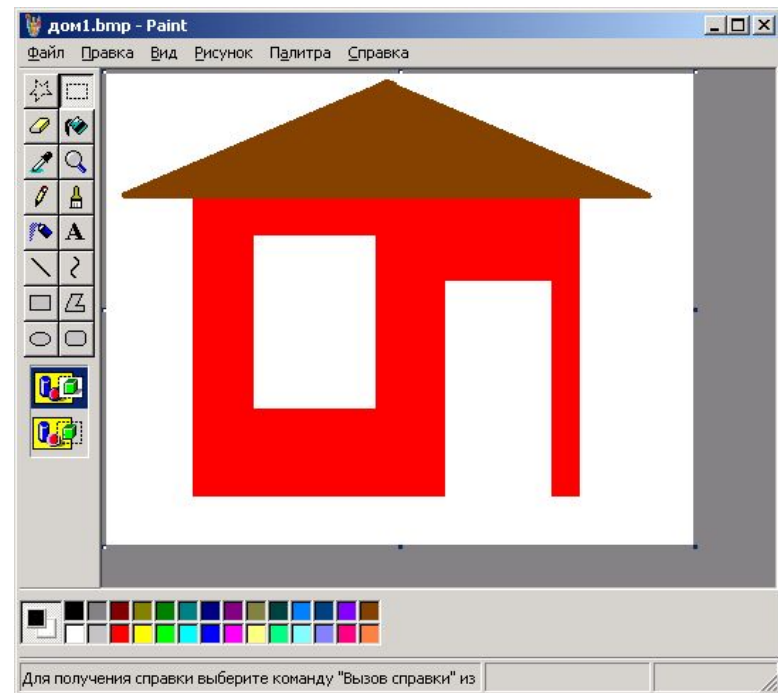 дом1.bmp - Paint
Файл Правка Вид Рисунок Палитра Справка
A
Для получения справки выберите команду "Вызов справки" из